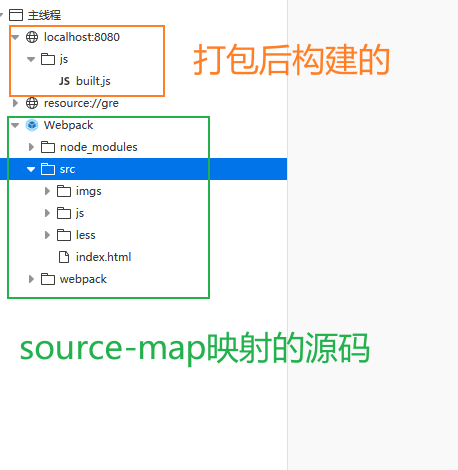 主线程
localhost:8080
js
JS built.js
打包后构建的
resource://gre
Webpack
node_modules
src
imgs
js
less
index.html
webpack
source-map映射的源码